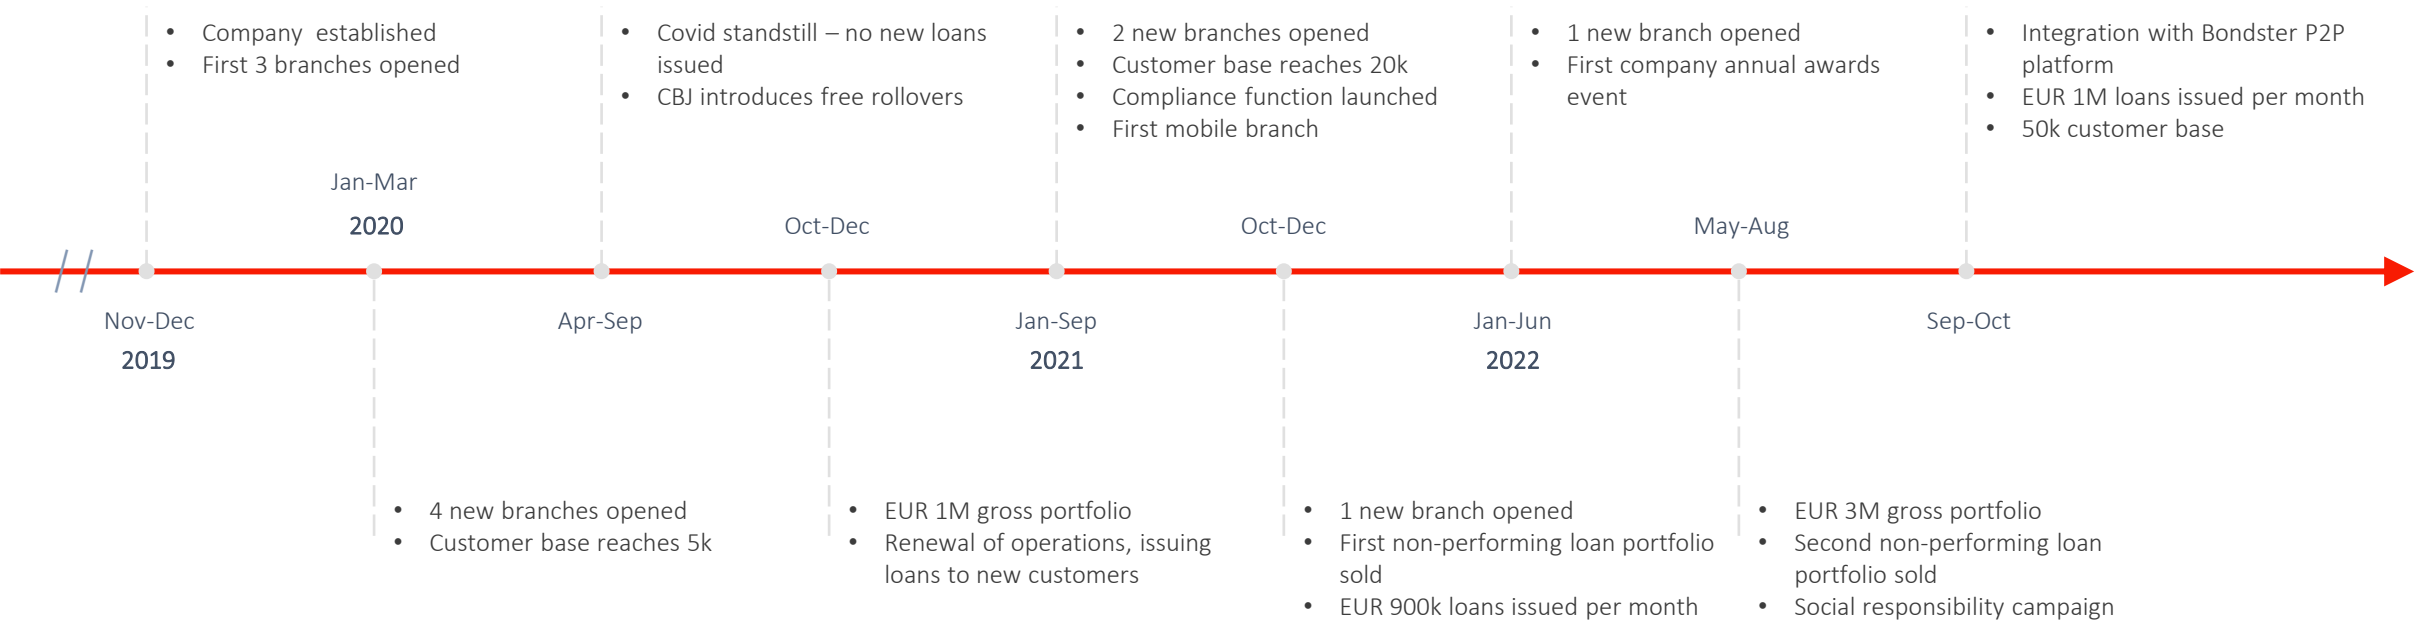 • Company established
• First 3 branches opened
• Covid standstill – no new loans
issued
• CBJ introduces free rollovers
• 2 new branches opened
• Customer base reaches 20k
• Compliance function launched
• First mobile branch
• 1 new branch opened
• First company annual awards
event
• Integration with Bondster P2P
platform
• EUR 1M loans issued per month
• 50k customer base
Jan-Mar
2020
Oct-Dec
Oct-Dec
May-Aug
Nov-Dec
2019
Apr-Sep
Jan-Sep
2021
Jan-Jun
2022
Sep-Oct
• 4 new branches opened
• Customer base reaches 5k
• EUR 1M gross portfolio
• Renewal of operations, issuing
loans to new customers
• 1 new branch opened
• First non-performing loan portfolio
sold
• EUR 900k loans issued per month
• EUR 3M gross portfolio
• Second non-performing loan
portfolio sold
• Social responsibility campaign